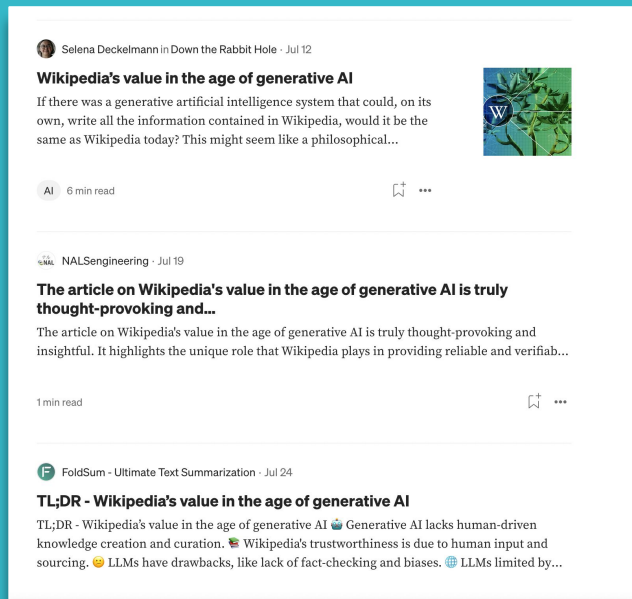 Selena Deckelmann in Down the Rabbit Hole · Jul 12
Wikipedia’s value in the age of generative AI
If there was a generative artificial intelligence system that could, on its
own, write all the information contained in Wikipedia, would it be the
same as Wikipedia today? This might seem like a philosophical...
W
AI 6 min read
NAL
NALSengineering · Jul 19
The article on Wikipedia's value in the age of generative AI is truly
thought-provoking and...
The article on Wikipedia's value in the age of generative AI is truly thought-provoking and
insightful. It highlights the unique role that Wikipedia plays in providing reliable and verifiab...
1 min read
F
FoldSum - Ultimate Text Summarization · Jul 24
TL;DR - Wikipedia’s value in the age of generative AI
TL;DR - Wikipedia’s value in the age of generative AI 🤖 Generative AI lacks human-driven
knowledge creation and curation. 📚 Wikipedia's trustworthiness is due to human input and
sourcing. 😕 LLMs have drawbacks, like lack of fact-checking and biases. 🌐 LLMs limited by...